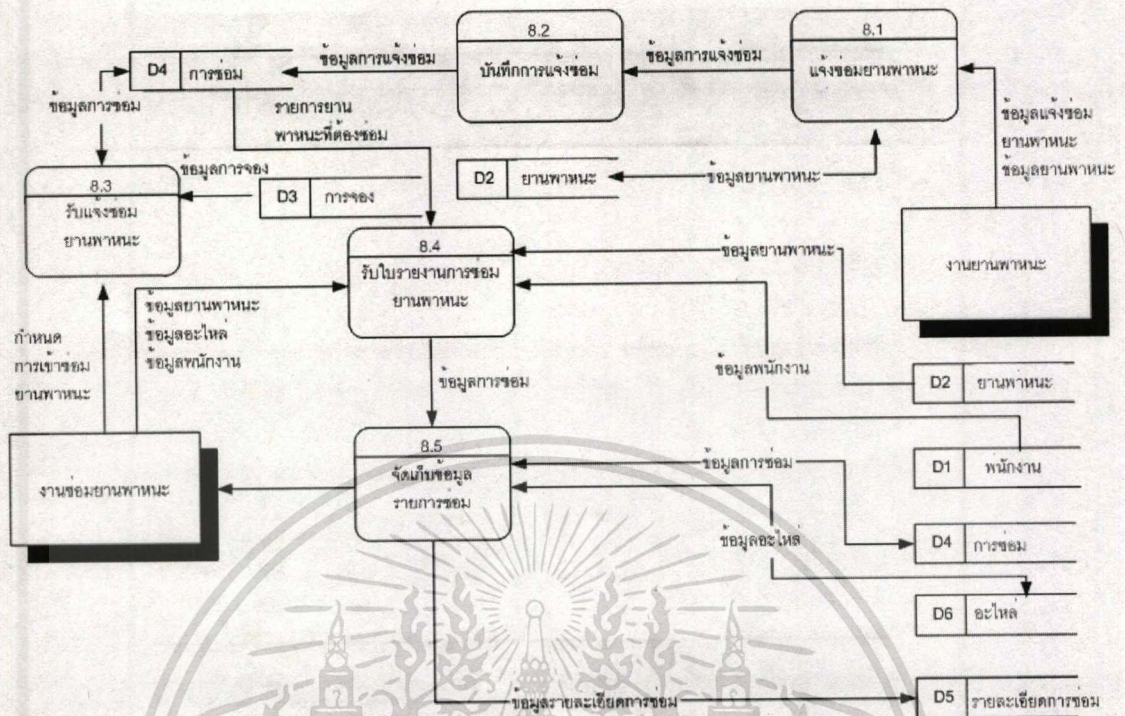 8.2
บันทึกการแจ้งซ่อม
8.1
แจ้งซ่อมยานพาหนะ
D4 การซ่อม
ข้อมูลการแจ้งซ่อม
ข้อมูลการแจ้งซ่อม
ข้อมูลการซ่อม
รายการยาน
พาหนะที่ต้องซ่อม
ข้อมูลแจ้งซ่อม
ยานพาหนะ
ข้อมูลยานพาหนะ
D2 ยานพาหนะ
ข้อมูลยานพาหนะ
ข้อมูลการจอง
D3 การจอง
8.3
รับแจ้งซ่อม
ยานพาหนะ
8.4
รับใบรายงานการซ่อม
ยานพาหนะ
ข้อมูลยานพาหนะ
งานยานพาหนะ
กำหนด
การเข้าซ่อม
ยานพาหนะ
ข้อมูลยานพาหนะ
ข้อมูลอะไหล่
ข้อมูลพนักงาน
ข้อมูลการซ่อม
ข้อมูลพนักงาน
D2 ยานพาหนะ
D1 พนักงาน
งานซ่อมยานพาหนะ
8.5
จัดเก็บข้อมูล
รายการซ่อม
ข้อมูลการซ่อม
D4 การซ่อม
ข้อมูลอะไหล่
D6 อะไหล่
ข้อมูลรายละเอียดการซ่อม
D5 รายละเอียดการซ่อม